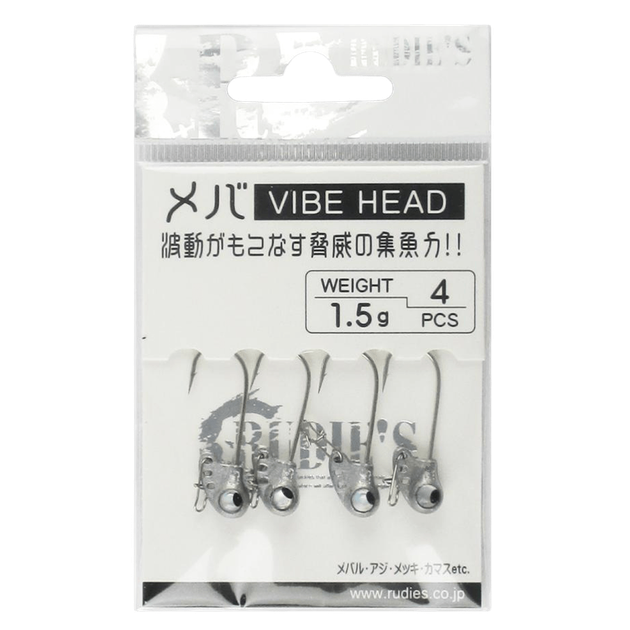 RUDIE'S
メバ VIBE HEAD
波動がもたらす脅威の集魚力!!
WEIGHT 4
1.5g PCS
RUDIE'S
メバル・アジ・メッキ・カマスetc.
www.rudies.co.jp